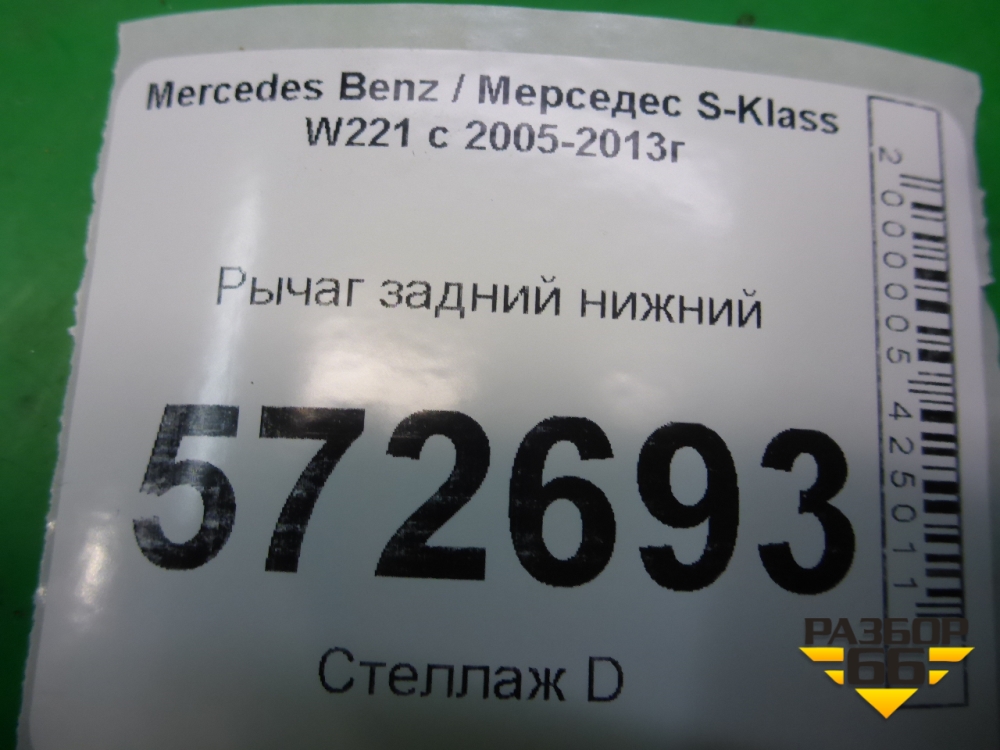 Mercedes Benz / Мерседес S-Klass
W221 с 2005-2013г
Рычаг задний нижний
572693
Стеллаж D
2000005425011
РАЗБОР
66